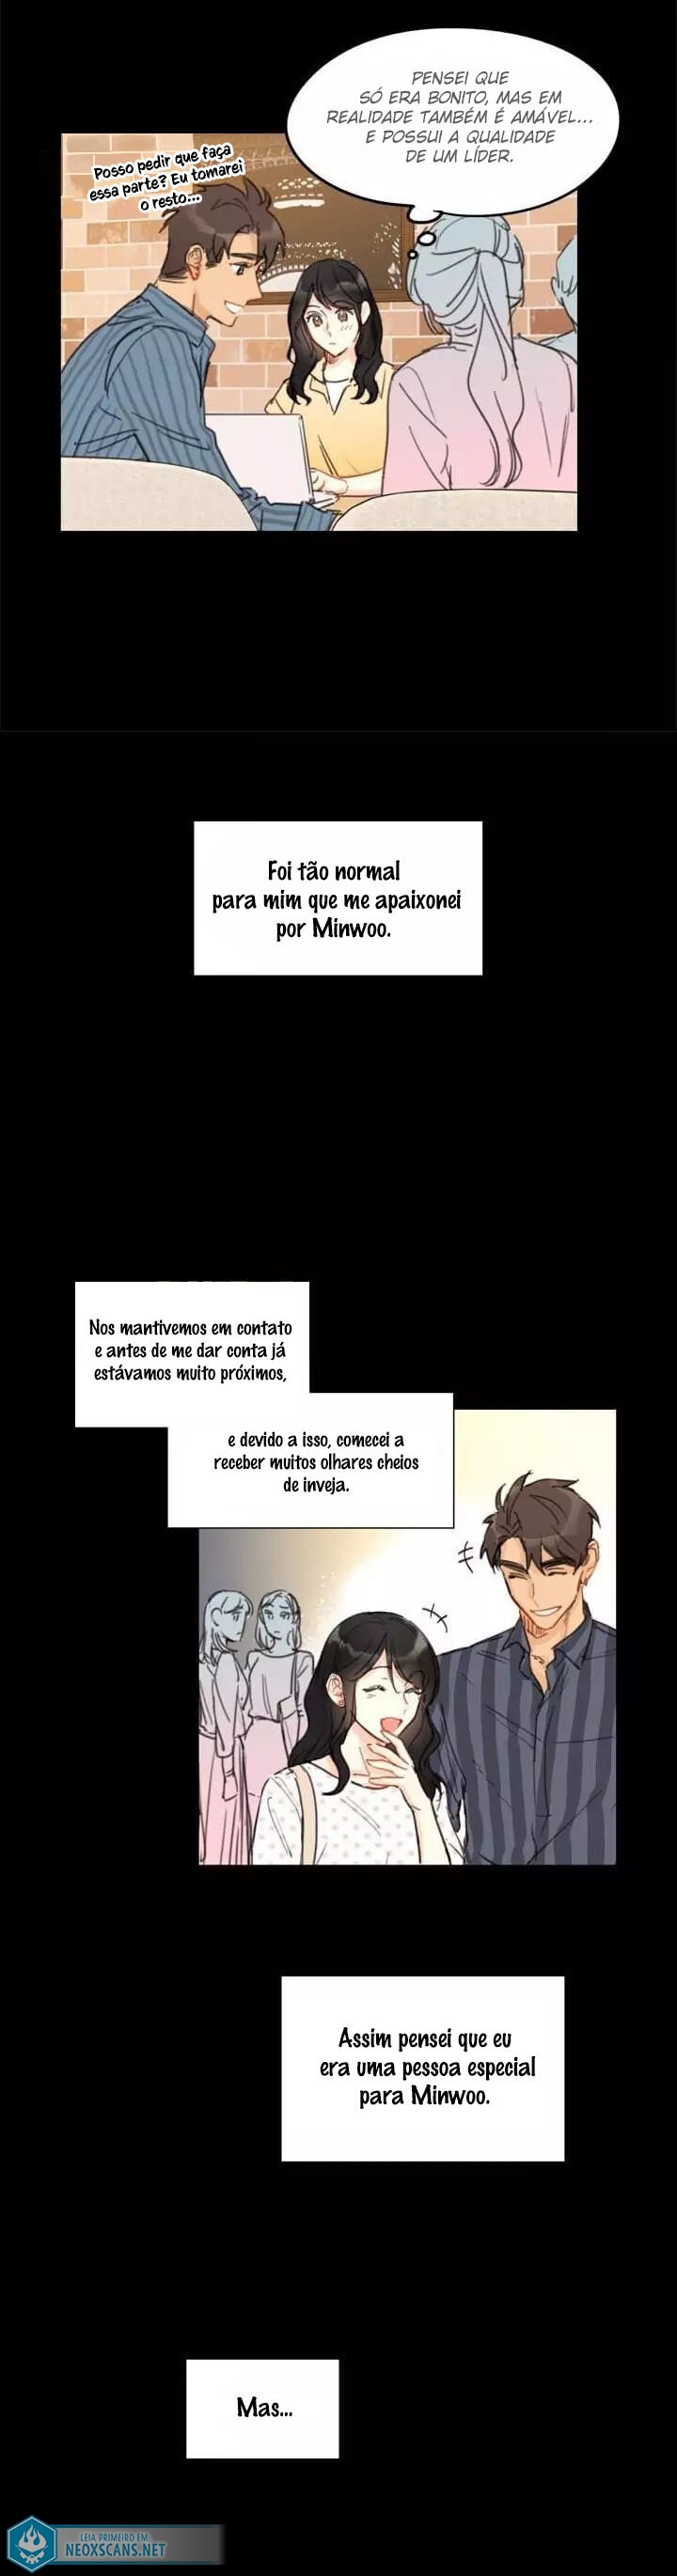 PENSEI QUE
SÓ ERA BONITO, MAS EM
REALIDADE TAMBÉM É AMÁVEL...
E POSSUI A QUALIDADE
DE UM LÍDER.
Posso pedir que faça
essa parte? Eu tomarei
o resto...
Foi tão normal
para mim que me apaixonei
por Minwoo.
Nos mantivemos em contato
e antes de me dar conta já
estávamos muito próximos,
e devido a isso, comecei a
receber muitos olhares cheios
de inveja.
Assim pensei que eu
era uma pessoa especial
para Minwoo.
Mas...
LEIA PRIMEIRO EM:
NEOXSCANS.NET